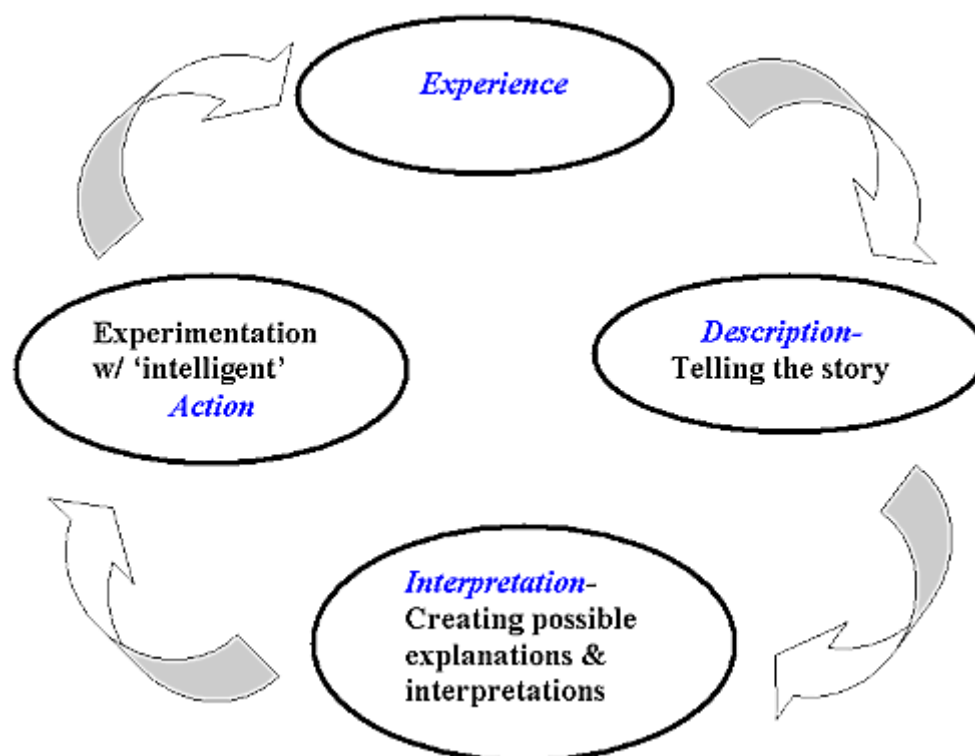 Experience
Description-
Telling the story
Interpretation-
Creating possible
explanations &
interpretations
Experimentation
w/ ‘intelligent’
Action